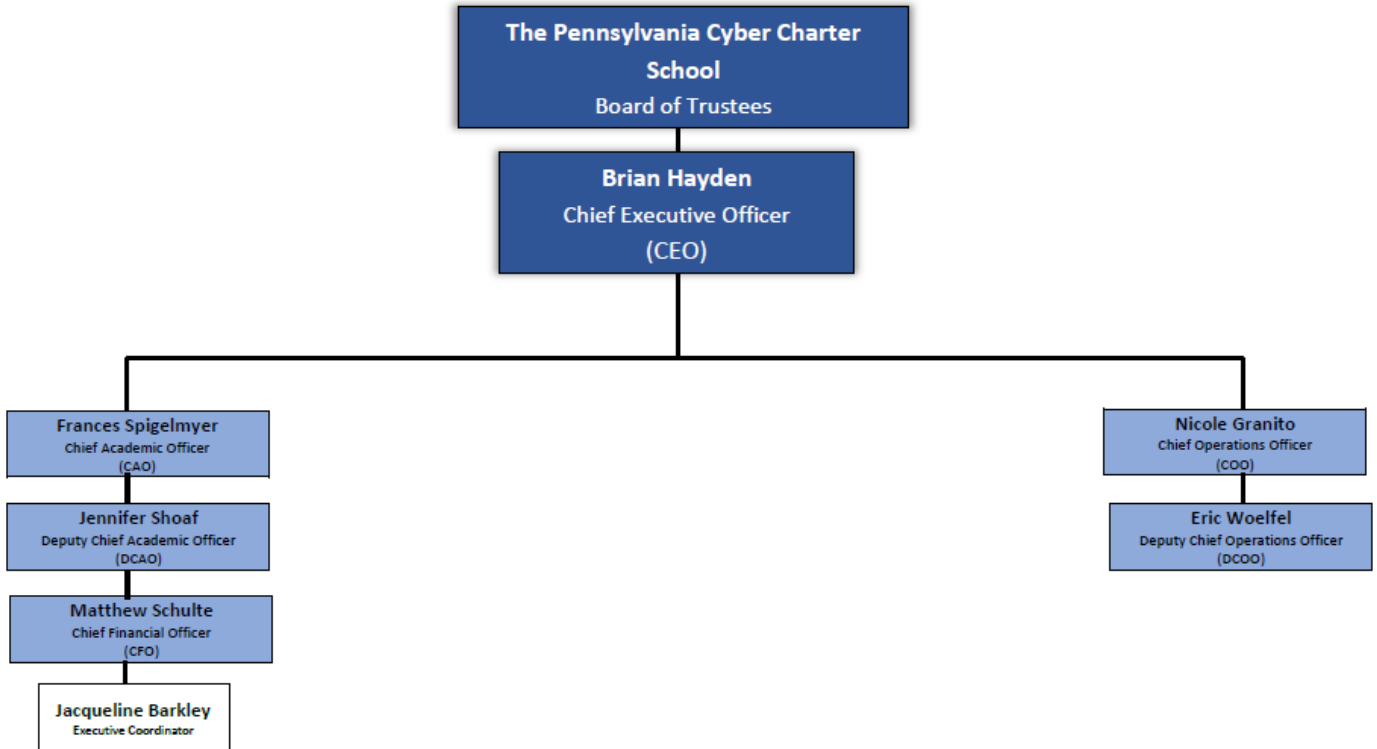 The Pennsylvania Cyber Charter
School
Board of Trustees
Brian Hayden
Chief Executive Officer
(CEO)
Frances Spigelmyer
Chief Academic Officer
(CAO)
Jennifer Shoaf
Deputy Chief Academic Officer
(DCAO)
Matthew Schulte
Chief Financial Officer
(CFO)
Jacqueline Barkley
Executive Coordinator
Nicole Granito
Chief Operations Officer
(COO)
Eric Woelfel
Deputy Chief Operations Officer
(DCOO)